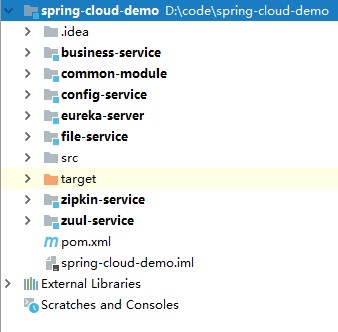 spring-cloud-demo D:\code\spring-cloud-demo
.idea
business-service
common-module
config-service
eureka-server
file-service
src
target
zipkin-service
zuul-service
m pom.xml
spring-cloud-demo.iml
External Libraries
Scratches and Consoles